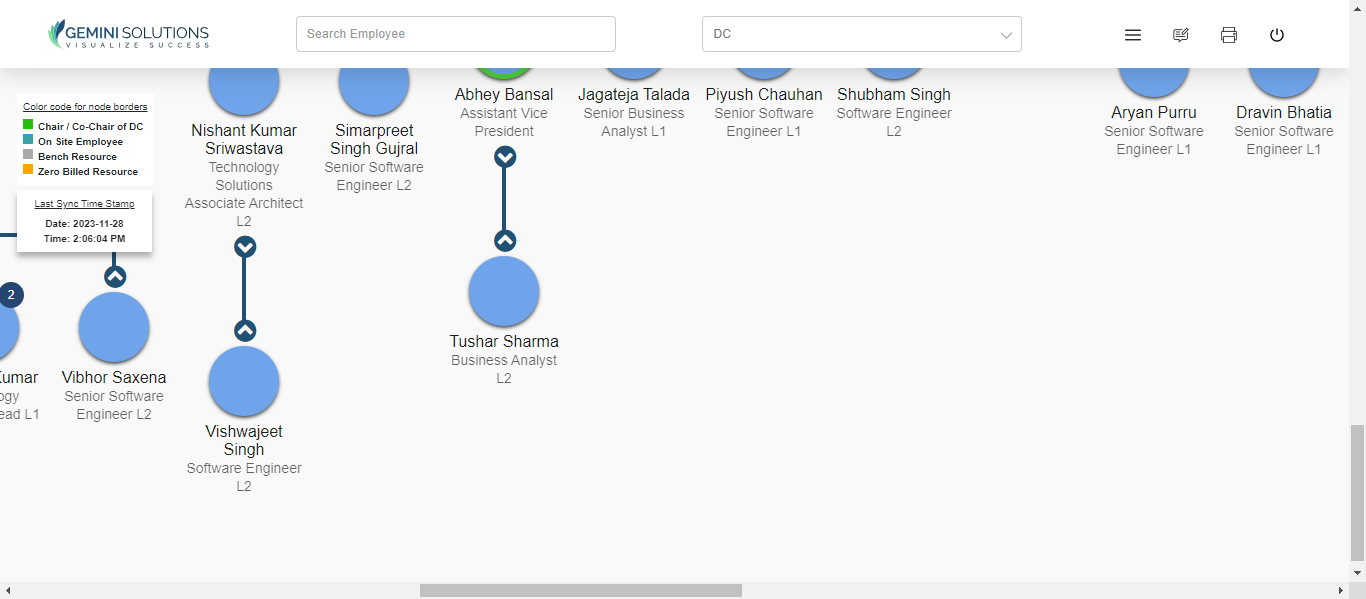 GEMINI SOLUTIONS
VISUALIZE SUCCESS
Search Employee
DC
Color code for node borders
Chair / Co-Chair of DC
On Site Employee
Bench Resource
Zero Billed Resource
Last Sync Time Stamp
Date: 2023-11-28
Time: 2:06:04 PM
2
Vibhor Saxena
Senior Software
Engineer L2
Nishant Kumar
Sriwastava
Technology
Solutions
Associate Architect
L2
Vishwajeet
Singh
Software Engineer
L2
Simarpreet
Singh Gujral
Senior Software
Engineer L2
Abhey Bansal
Assistant Vice
President
Tushar Sharma
Business Analyst
L2
Jagateja Talada
Senior Business
Analyst L1
Piyush Chauhan
Senior Software
Engineer L1
Shubham Singh
Software Engineer
L2
Aryan Purru
Senior Software
Engineer L1
Dravin Bhatia
Senior Software
Engineer L1